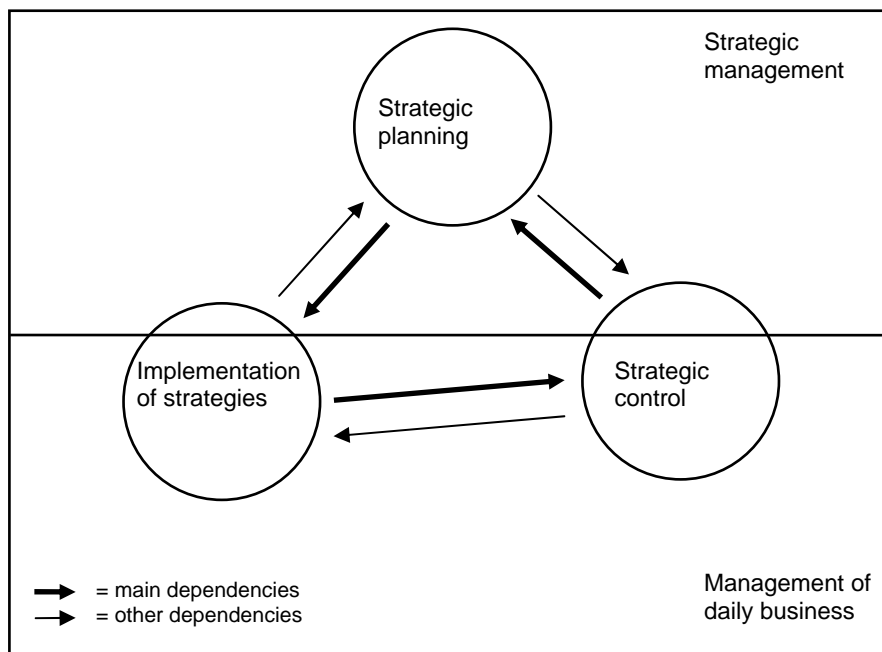 Strategic
management
Strategic
planning
Implementation
of strategies
Strategic
control
= main dependencies
= other dependencies
Management of
daily business